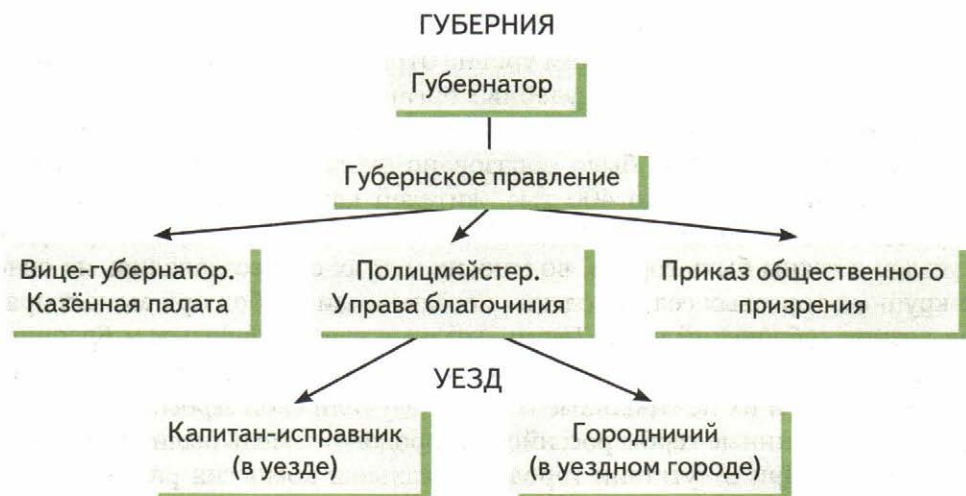 ГУБЕРНИЯ
Губернатор
Губернское правление
Вице-губернатор.
Казённая палата
Полицмейстер.
Управа благочиния
Приказ общественного
призрения
УЕЗД
Капитан-исправник
(в уезде)
Городничий
(в уездном городе)